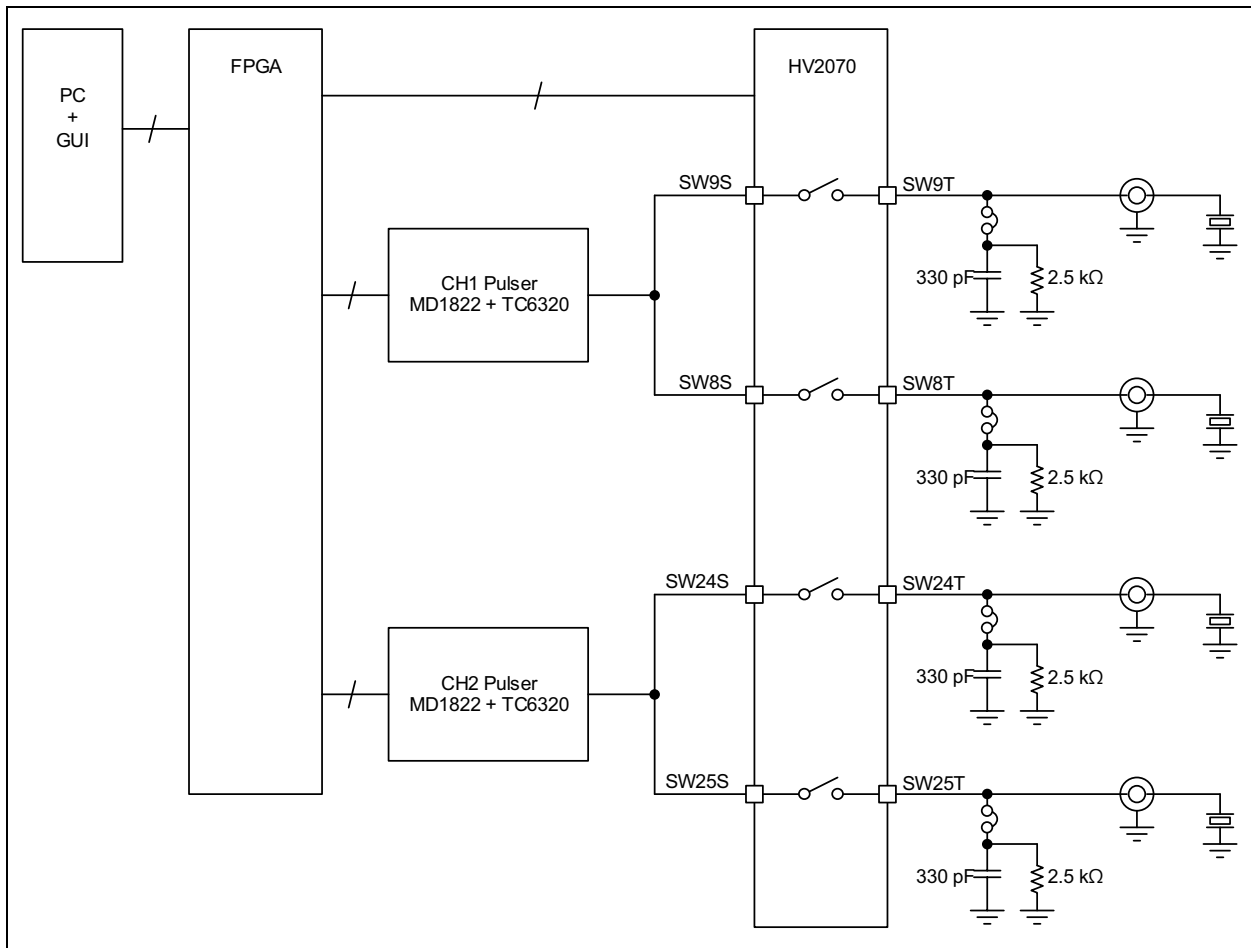 PC
+
GUI
FPGA
HV2070
SW9S
SW9T
330 pF
2.5 kΩ
CH1 Pulser
MD1822 + TC6320
SW8S
SW8T
330 pF
2.5 kΩ
SW24S
SW24T
330 pF
2.5 kΩ
CH2 Pulser
MD1822 + TC6320
SW25S
SW25T
330 pF
2.5 kΩ